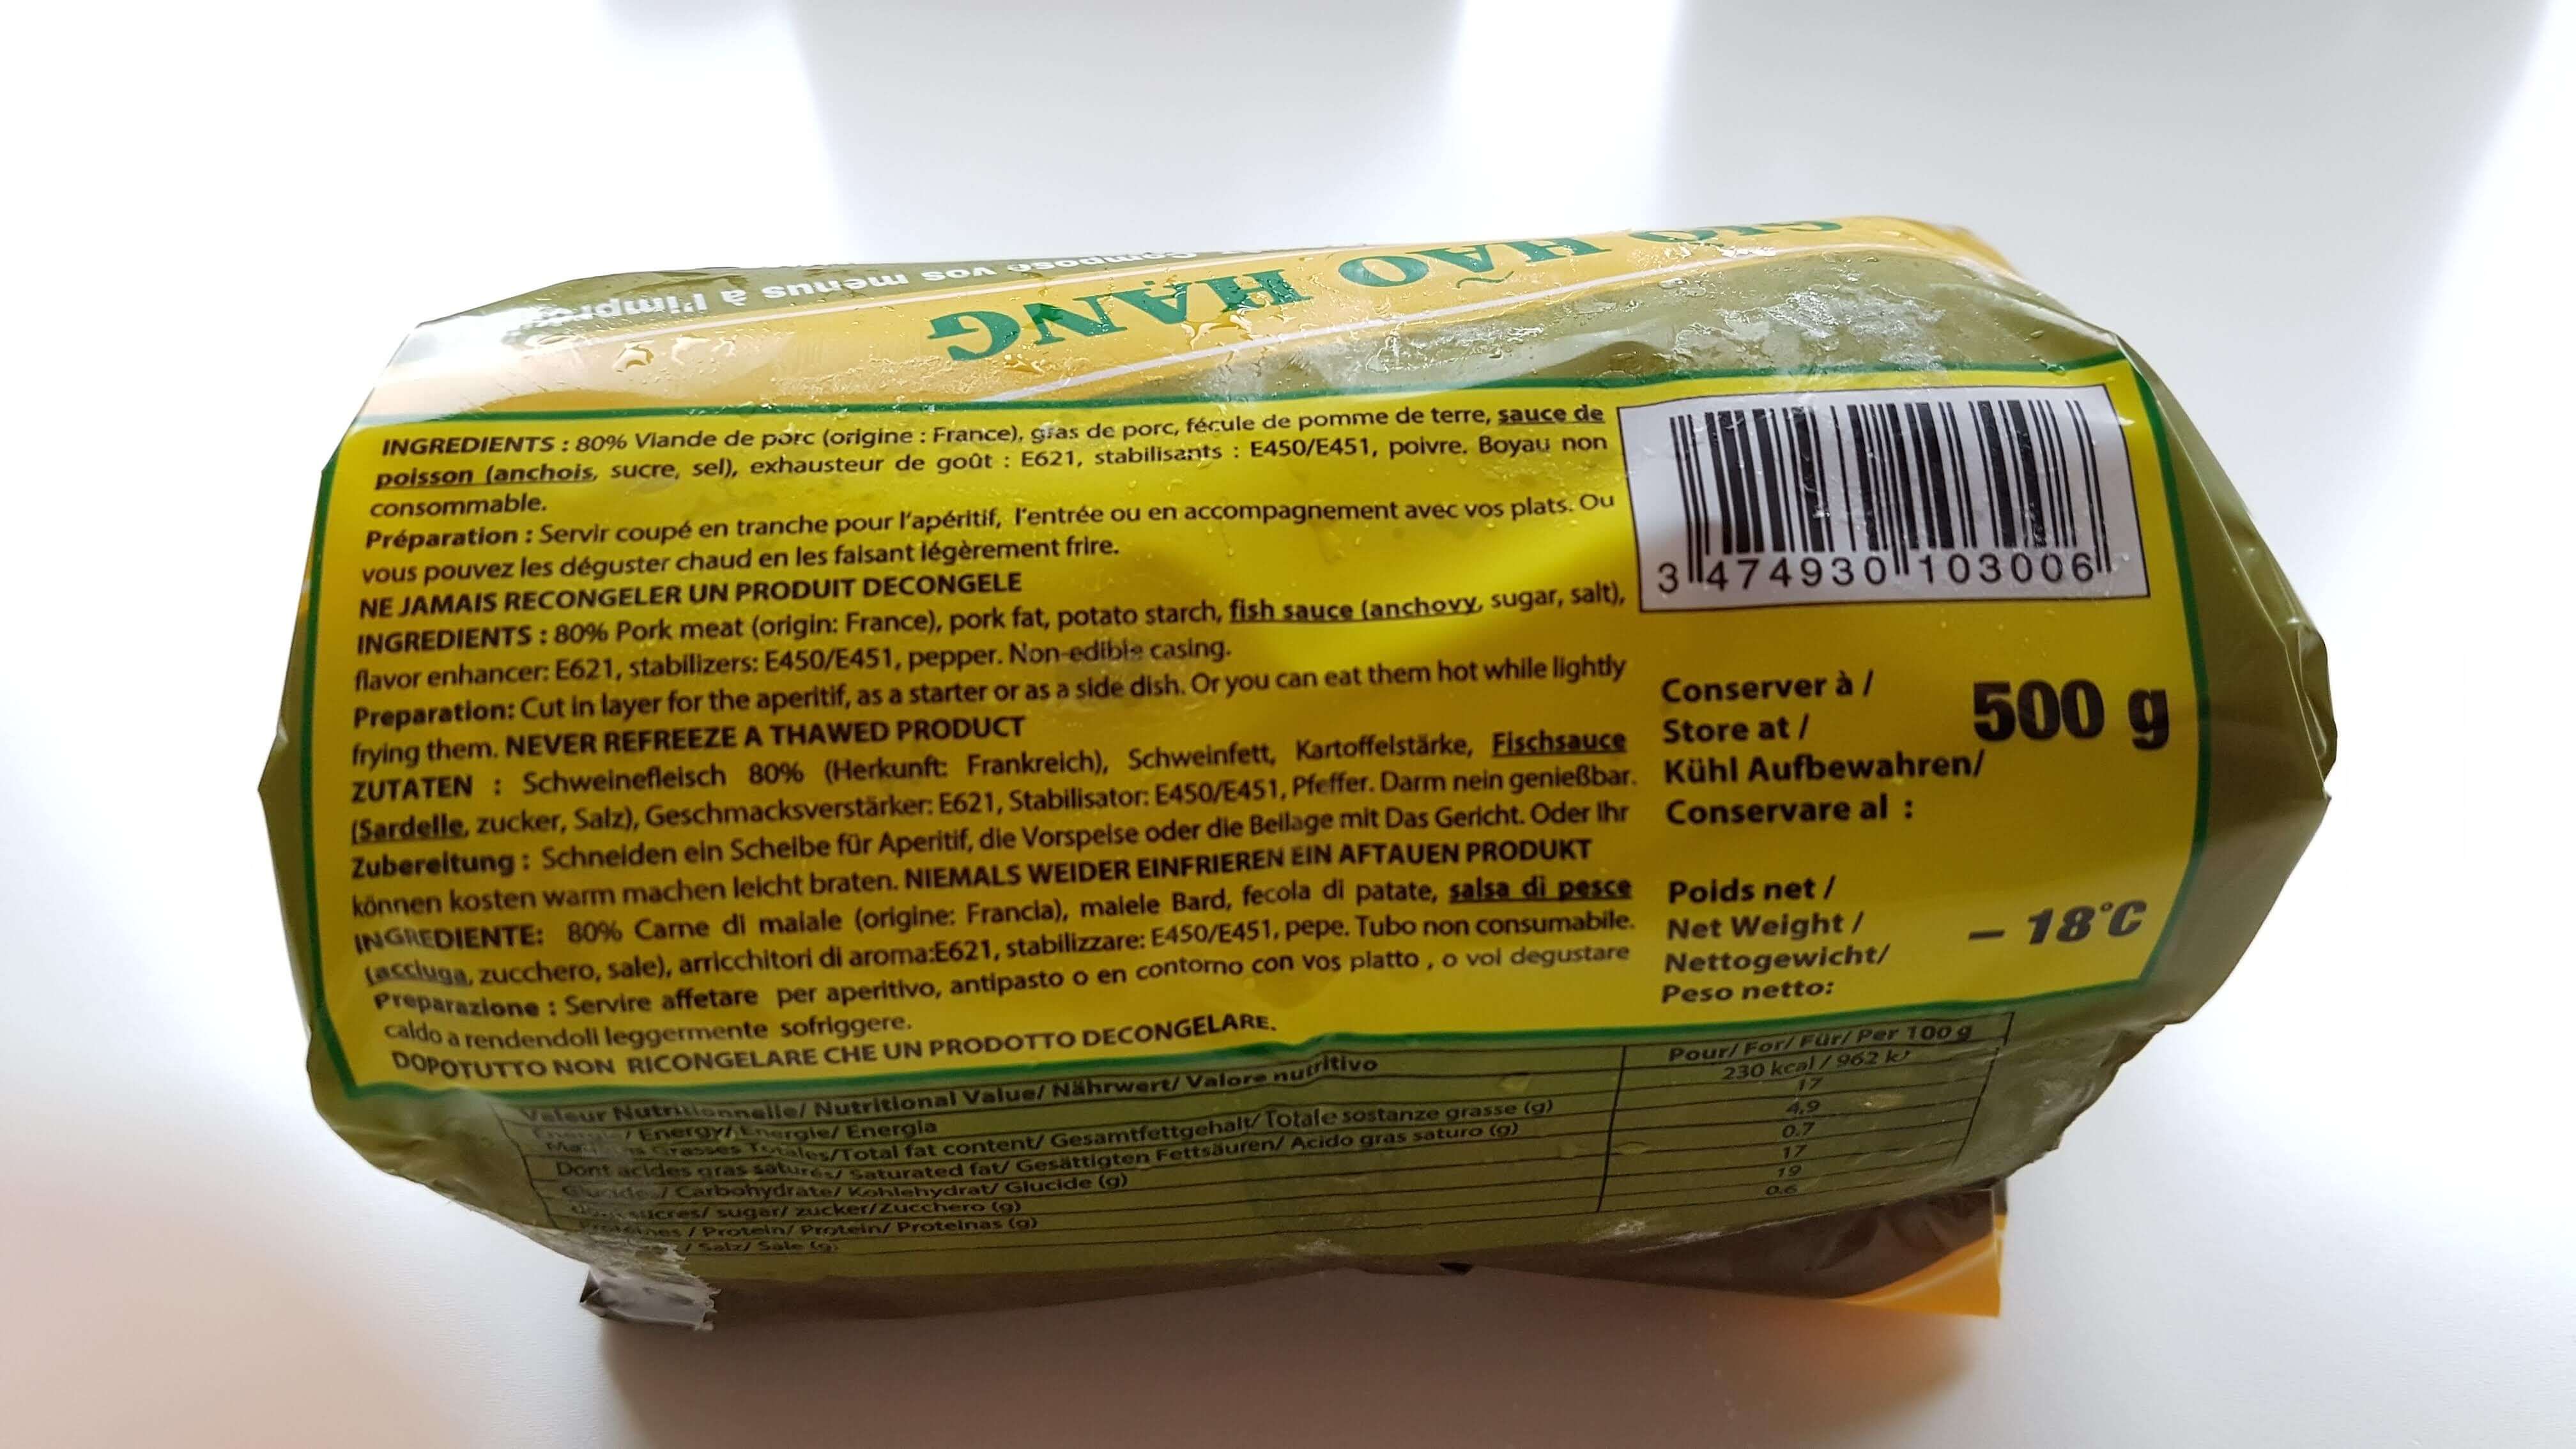 GIÒ HẢO HẠNG
Compose vos menus à
INGREDIENTS : 80% Viande de porc (origine : France), gras de porc, fécule de pomme de terre, sauce de
poisson (anchois, sucre, sel), exhausteur de goût : E621, stabilisants : E450/E451, poivre. Boyau non
consommable.
Préparation : Servir coupé en tranche pour l'apéritif, l'entrée ou en accompagnement avec vos plats. Ou
vous pouvez les déguster chaud en les faisant légèrement frire.
NE JAMAIS RECONGELER UN PRODUIT DECONGELE
INGREDIENTS : 80% Pork meat (origin: France), pork fat, potato starch, fish sauce (anchovy, sugar, salt),
flavor enhancer: E621, stabilizers: E450/E451, pepper. Non-edible casing.
Preparation: Cut in layer for the aperitif, as a starter or as a side dish. Or you can eat them hot while lightly
frying them. NEVER REFREEZE A THAWED PRODUCT
ZUTATEN : Schweinefleisch 80% (Herkunft: Frankreich), Schweinfett, Kartoffelstärke, Fischsauce
(Sardelle, zucker, Salz), Geschmacksverstärker: E621, Stabilisator: E450/E451, Pfeffer. Darm nein genießbar.
Zubereitung : Schneiden ein Scheibe für Aperitif, die Vorspeise oder die Beilage mit Das Gericht. Oder Ihr
können kosten warm machen leicht braten. NIEMALS WEIDER EINFRIEREN EIN AFTAUEN PRODUKT
INGREDIENTE: 80% Carne di maiale (origine: Francia), malele Bard, fecola di patate, salsa di pesce
(acciuga, zucchero, sale), arricchitori di aroma:E621, stabilizzare: E450/E451, pepe. Tubo non consumabile.
Preparazione : Servire affetare per aperitivo, antipasto o en contorno con vos platto , o voi degustare
caldo a rendendoli leggermente sofriggere.
DOPOTUTTO NON RICONGELARE CHE UN PRODOTTO DECONGELARE.
3 474930 103006
Conserver à /
Store at /
Kühl Aufbewahren/
Conservare al :
500 g
Poids net /
Net Weight /
Nettogewicht/
Peso netto:
– 18°C
Valeur Nutritionnelle/ Nutritional Value/ Nährwert/ Valore nutritivo
Pour/ For/ Für/ Per 100 g
/ Energy/ Energie/ Energia
230 kcal / 962 kJ
Grasses Totales/Total fat content/ Gesamtfettgehalt/ Totale sostanze grasse (g)
17
Dont acides gras saturés/ Saturated fat/ Gesättigten Fettsäuren/ Acido gras saturo (g)
4,9
Glucides/ Carbohydrate/ Kohlehydrat/ Glucide (g)
0.7
sucres/ sugar/ zucker/Zucchero (g)
17
Protéines / Protein/ Protein/ Proteinas (g)
19
/ Salz/ Sale (g)
0.6